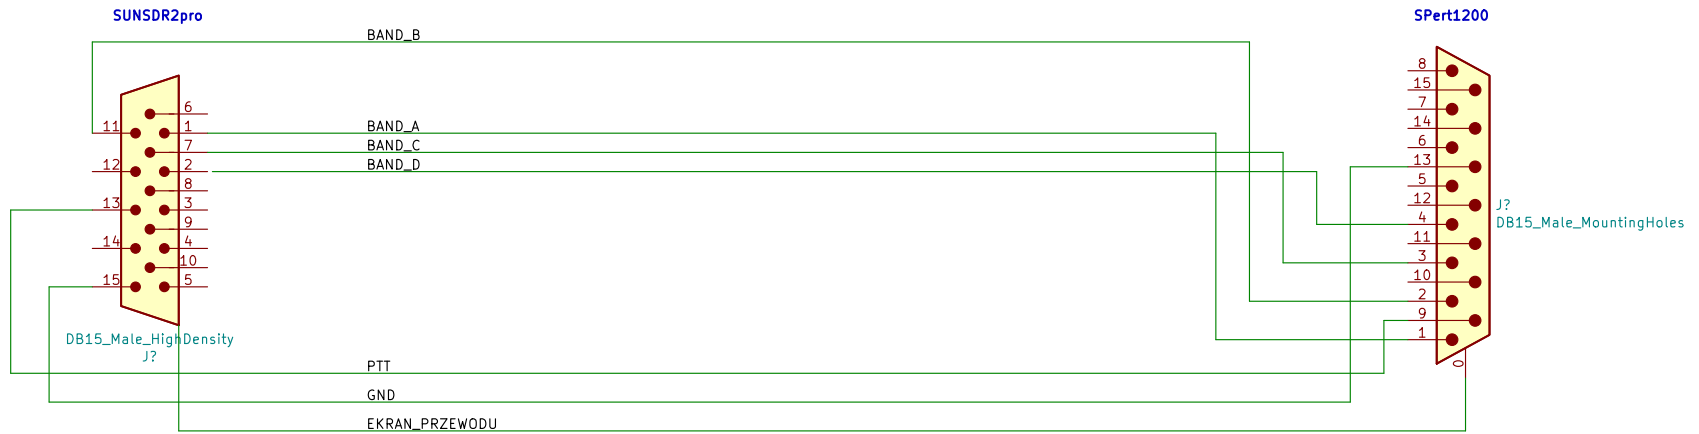 SUNSDR2pro
SPert1200
BAND_B
BAND_A
BAND_C
BAND_D
6
11
1
7
12
2
8
13
3
9
14
4
10
15
5
DB15_Male_HighDensity
J?
8
15
7
14
6
13
5
12
4
11
3
10
2
9
1
0
J?
DB15_Male_MountingHoles
PTT
GND
EKRAN_PRZEWODU